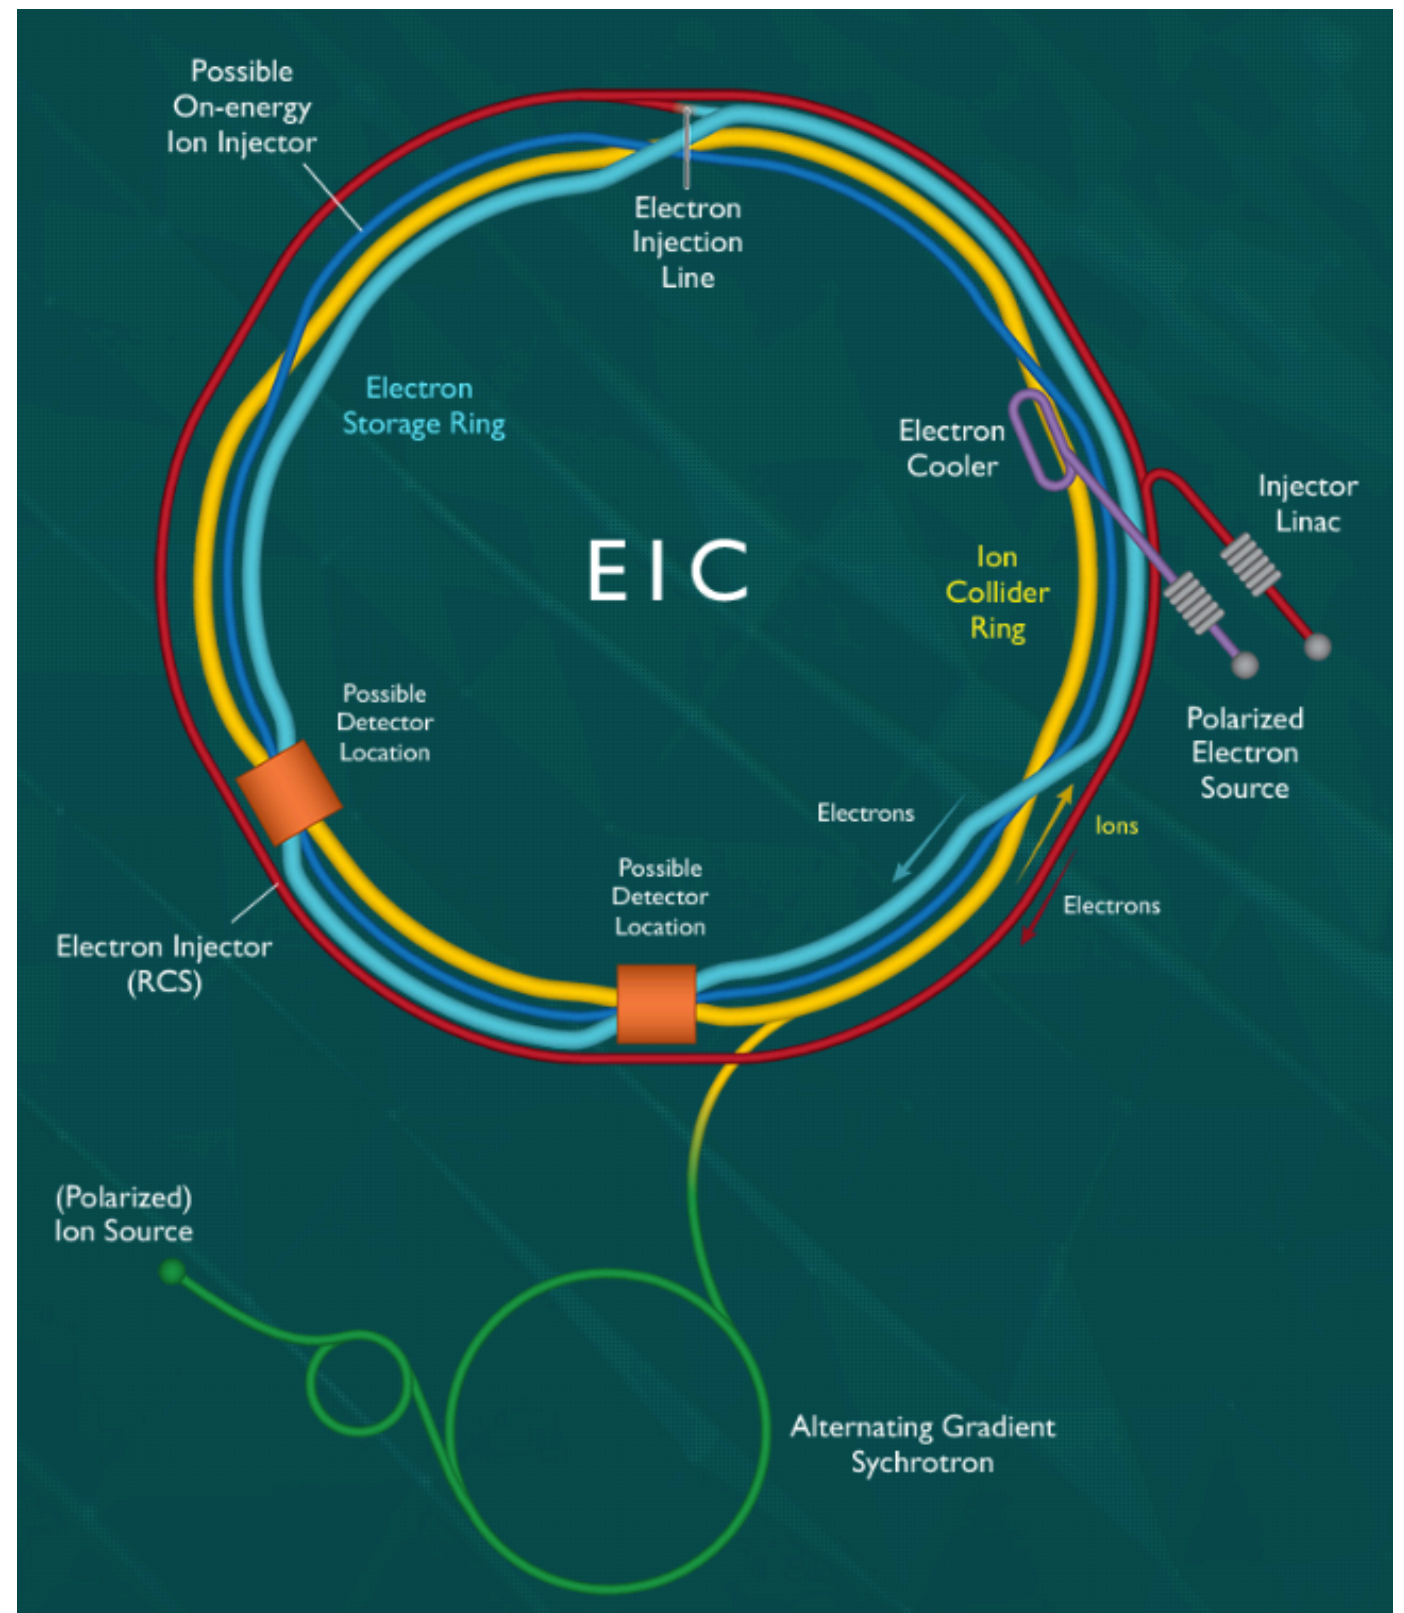 Possible
On-energy
Ion Injector
Electron
Injection
Line
Electron
Storage Ring
Electron
Cooler
Injector
Linac
EIC
Ion
Collider
Ring
Possible
Detector
Location
Polarized
Electron
Source
Electrons
Ions
Possible
Detector
Location
Electrons
Electron Injector
(RCS)
(Polarized)
Ion Source
Alternating Gradient
Sychrotron